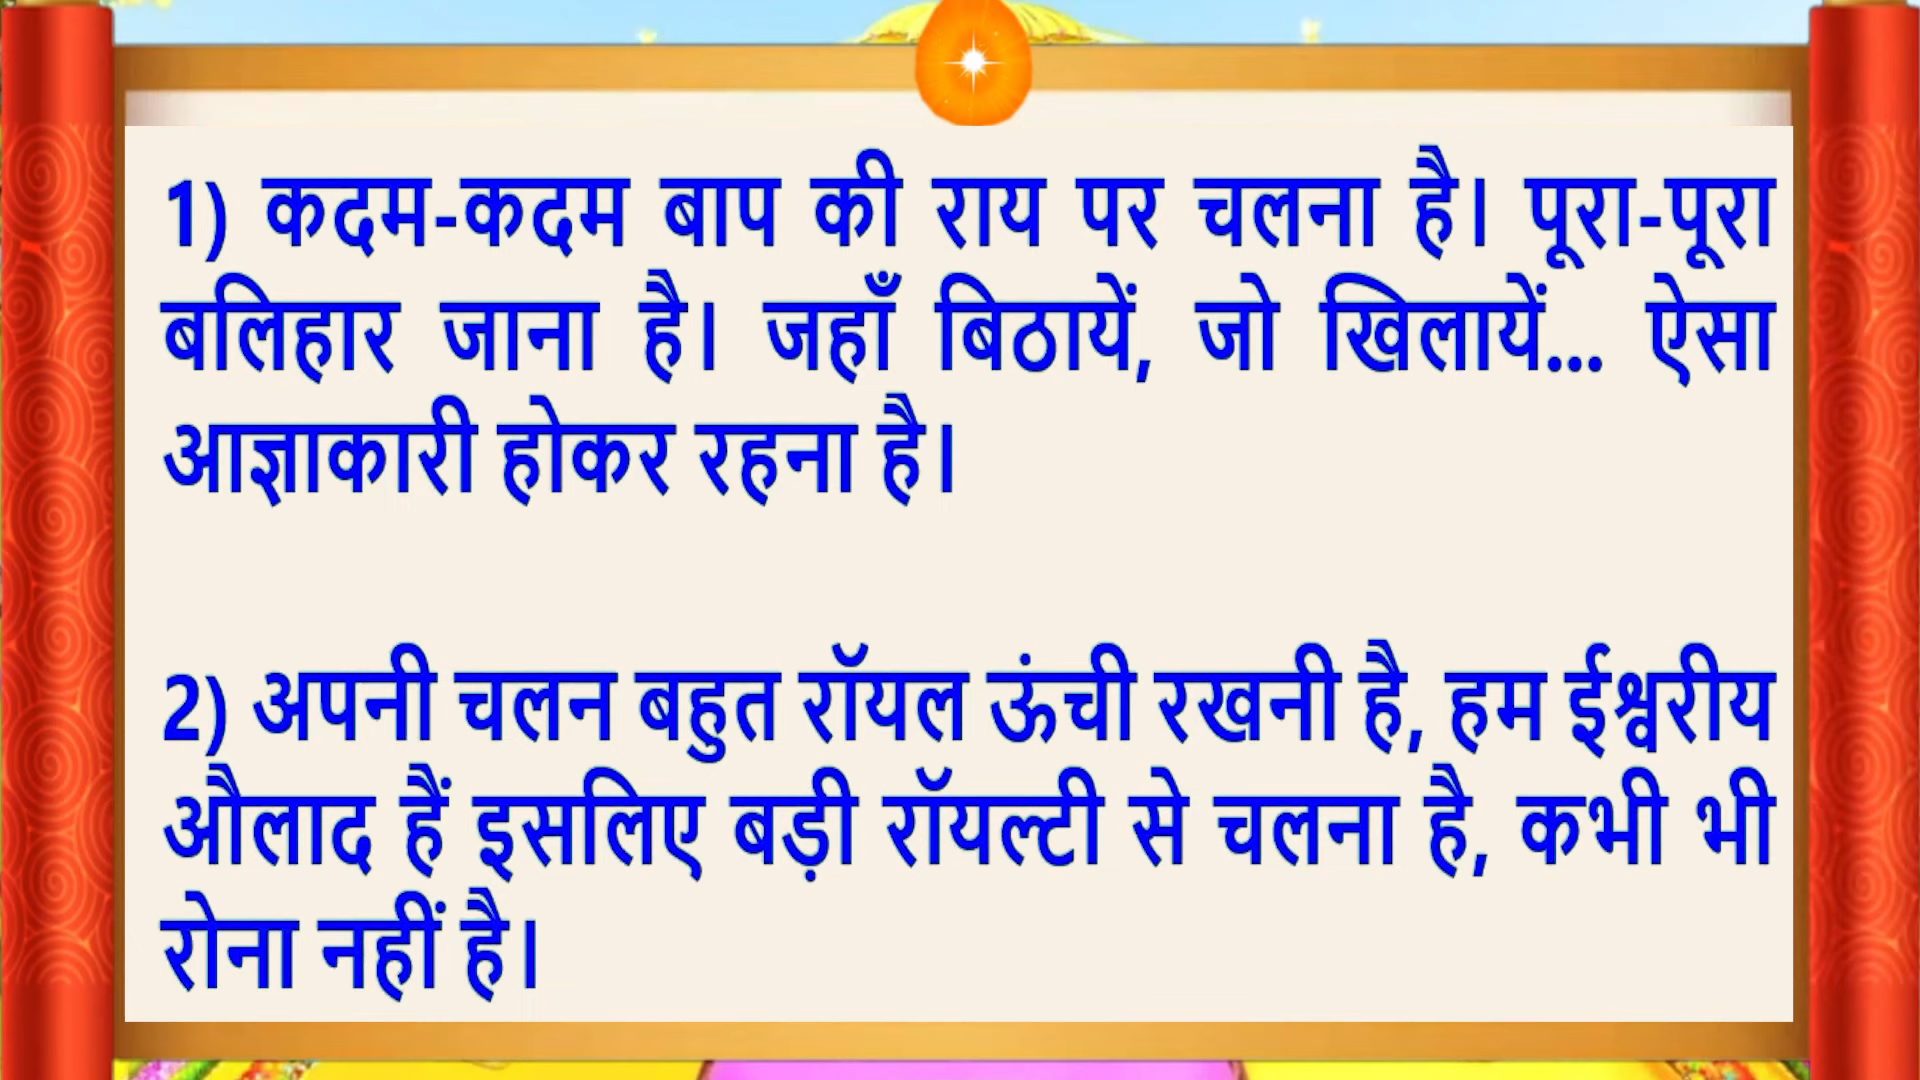 1) कदम-कदम बाप की राय पर चलना है। पूरा-पूरा
बलिहार जाना है। जहाँ बिठायें, जो खिलायें... ऐसा
आज्ञाकारी होकर रहना है।
2) अपनी चलन बहुत रॉयल ऊंची रखनी है, हम ईश्वरीय
औलाद हैं इसलिए बड़ी रॉयल्टी से चलना है, कभी भी
रोना नहीं है।